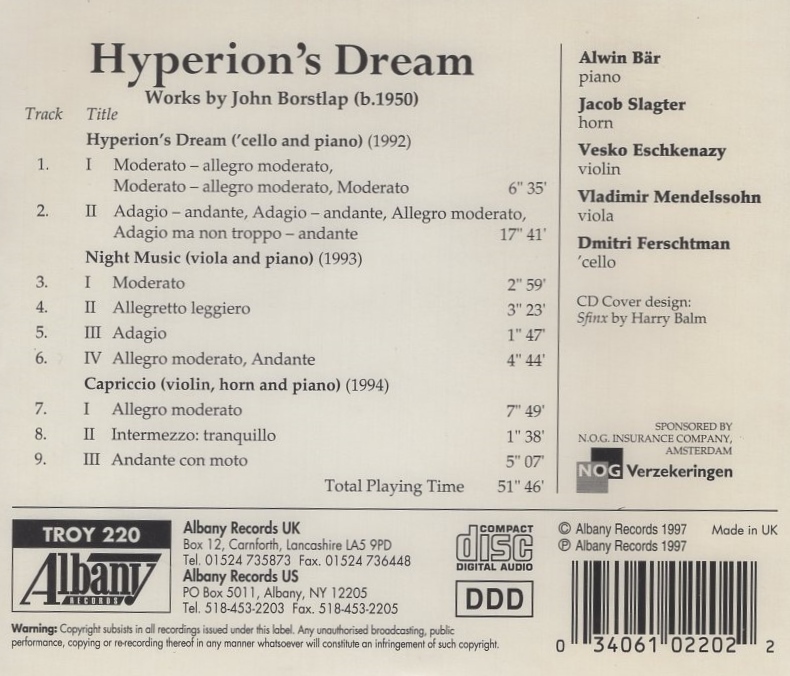 Hyperion's Dream
Works by John Borstlap (b.1950)
Track Title
Hyperion's Dream ('cello and piano) (1992)
1. I Moderato – allegro moderato,
Moderato – allegro moderato, Moderato 6" 35'
2. II Adagio – andante, Adagio – andante, Allegro moderato,
Adagio ma non troppo – andante 17" 41'
Night Music (viola and piano) (1993)
3. I Moderato 2" 59'
4. II Allegretto leggiero 3" 23'
5. III Adagio 1" 47'
6. IV Allegro moderato, Andante 4" 44'
Capriccio (violin, horn and piano) (1994)
7. I Allegro moderato 7" 49'
8. II Intermezzo: tranquillo 1" 38'
9. III Andante con moto 5" 07'
Total Playing Time 51" 46'
Alwin Bär
piano
Jacob Slagter
horn
Vesko Eschkenazy
violin
Vladimir Mendelssohn
viola
Dmitri Ferschtman
'cello
CD Cover design:
Sfinx by Harry Balm
SPONSORED BY
N.O.G. INSURANCE COMPANY,
AMSTERDAM
NOG Verzekeringen
TROY 220
Albany
RECORDS
Albany Records UK
Box 12, Carnforth, Lancashire LA5 9PD
Tel. 01524 735873 Fax. 01524 736448
Albany Records US
PO Box 5011, Albany, NY 12205
Tel. 518-453-2203 Fax. 518-453-2205
COMPACT
disc
DIGITAL AUDIO
DDD
© Albany Records 1997 Made in UK
℗ Albany Records 1997
0 34061 02202 2
Warning: Copyright subsists in all recordings issued under this label. Any unauthorised broadcasting, public
performance, copying or re-recording thereof in any manner whatsoever will constitute an infringement of such copyright.